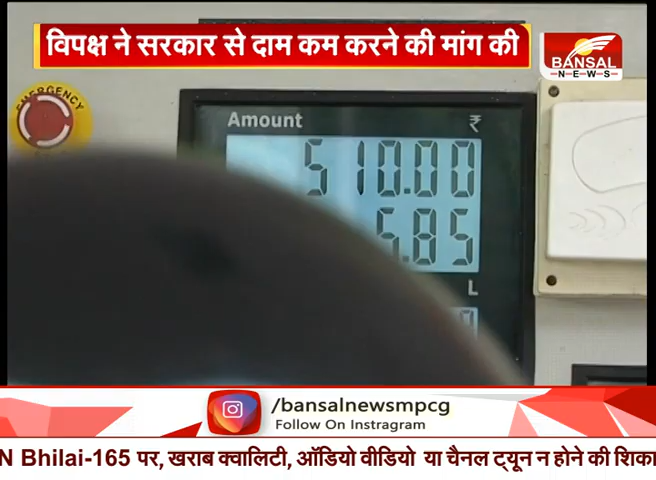 विपक्ष ने सरकार से दाम कम करने की मांग की
BANSAL
NEWS
EMERGENCY
Amount ₹
510.00
5.85
L
/bansalnewsmpcg
Follow On Instragram
N Bhilai-165 पर, खराब क्वालिटी, ऑडियो वीडियो या चैनल ट्यून न होने की शिका